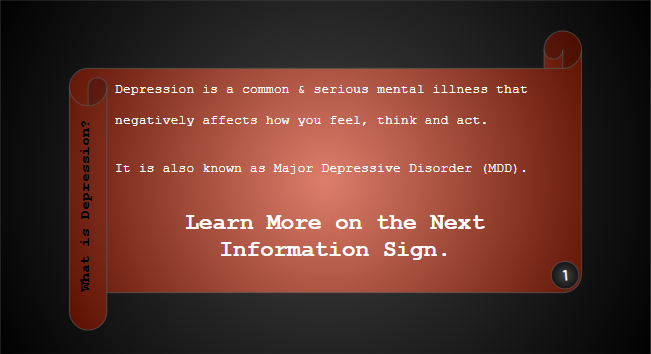 What is Depression?
Depression is a common & serious mental illness that
negatively affects how you feel, think and act.
It is also known as Major Depressive Disorder (MDD).
Learn More on the Next
Information Sign.
1